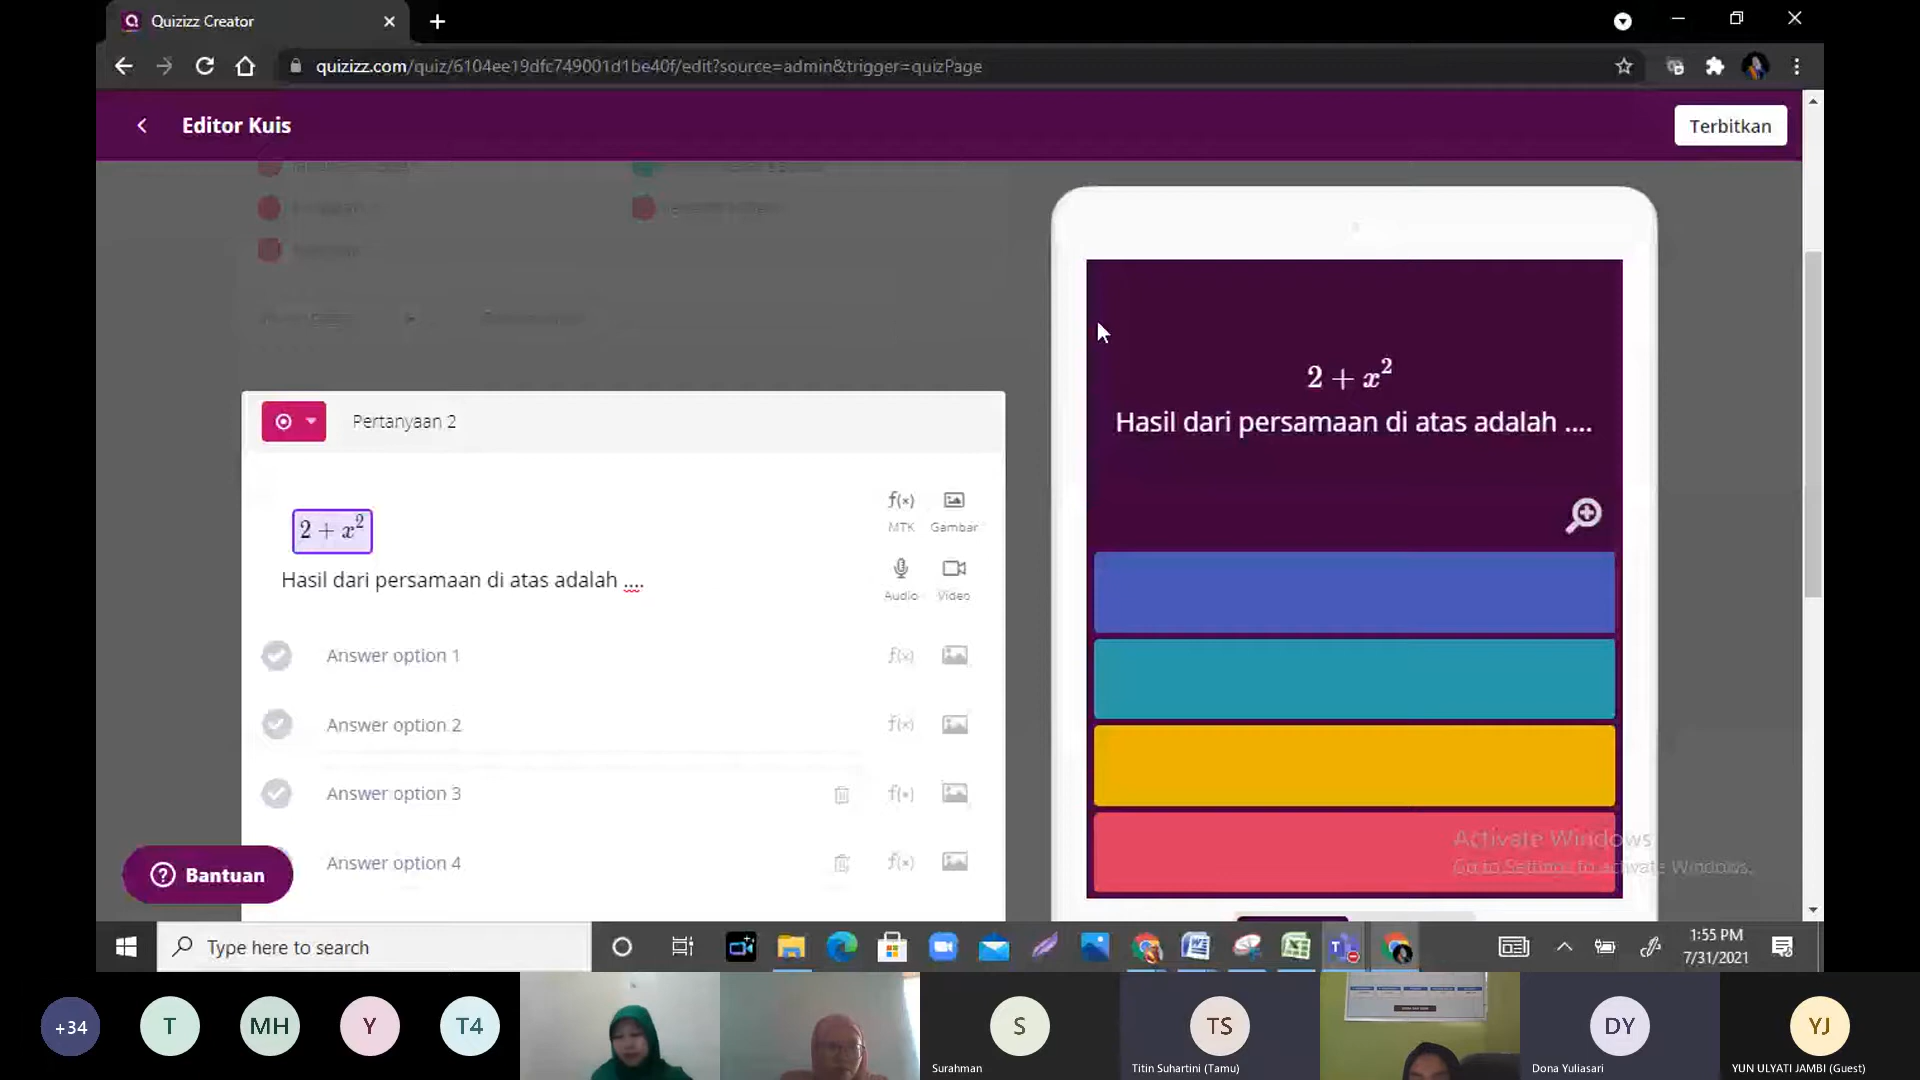 Quizizz Creator
quizizz.com/quiz/6104ee19dfc749001d1be40f/edit?source=admin&trigger=quizPage
Editor Kuis
Terbitkan
Pertanyaan 2
2 + x²
Hasil dari persamaan di atas adalah ....
f(x)
MTK
Gambar
Audio
Video
Answer option 1
f(x)
Answer option 2
f(x)
Answer option 3
f(x)
Answer option 4
f(x)
Bantuan
2 + x²
Hasil dari persamaan di atas adalah ....
Activate Windows
Go to Settings to activate Windows.
Type here to search
1:55 PM
7/31/2021
+34
T
MH
Y
T4
S
Surahman
TS
Titin Suhartini (Tamu)
DY
Dona Yuliasari
YJ
YUN ULYATI JAMBI (Guest)